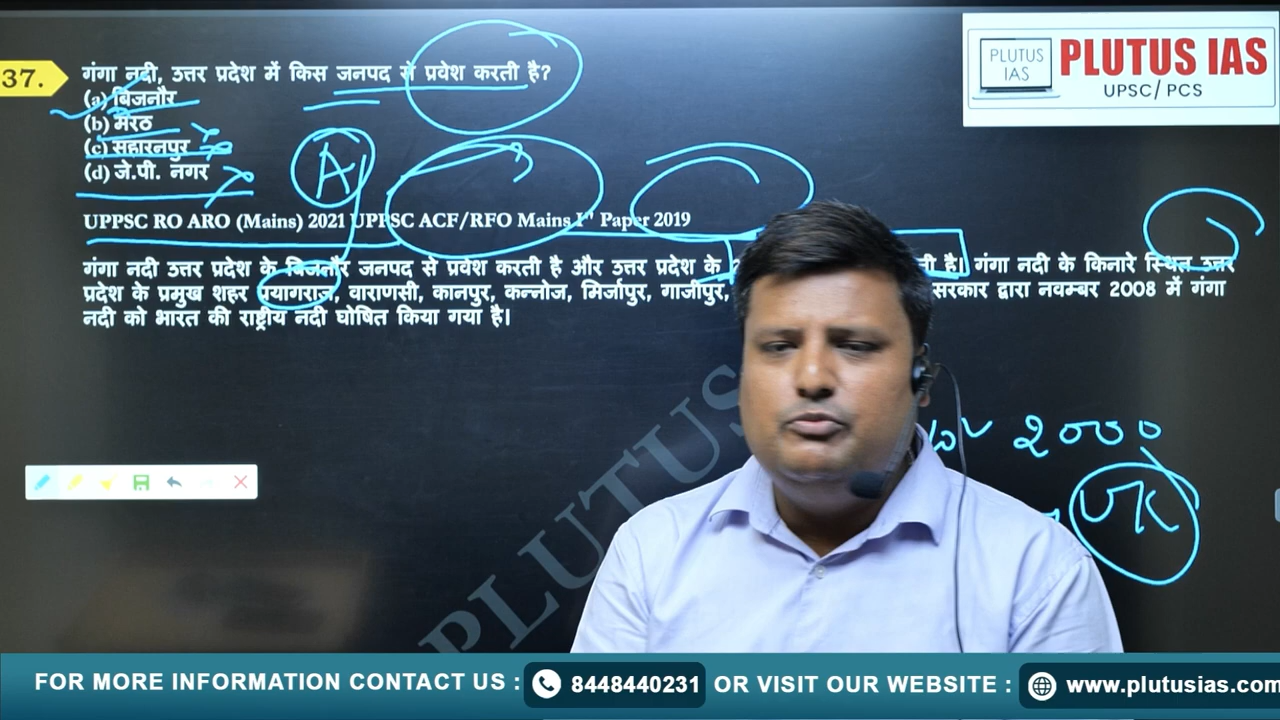 37. गंगा नदी, उत्तर प्रदेश में किस जनपद से प्रवेश करती है?
(a) बिजनौर
(b) मेरठ
(c) सहारनपुर
(d) जे.पी. नगर
A
UPPSC RO ARO (Mains) 2021 UPPSC ACF/RFO Mains Iˢᵗ Paper 2019
गंगा नदी उत्तर प्रदेश के बिजनौर जनपद से प्रवेश करती है और उत्तर प्रदेश के ती है। गंगा नदी के किनारे स्थित उत्तर
प्रदेश के प्रमुख शहर प्रयागराज, वाराणसी, कानपुर, कन्नोज, मिर्जापुर, गाजीपुर, सरकार द्वारा नवम्बर 2008 में गंगा
नदी को भारत की राष्ट्रीय नदी घोषित किया गया है।
PLUTUS
IAS
PLUTUS IAS
UPSC/ PCS
२०००
UK
PLUTUS
FOR MORE INFORMATION CONTACT US : 8448440231 OR VISIT OUR WEBSITE : www.plutusias.com